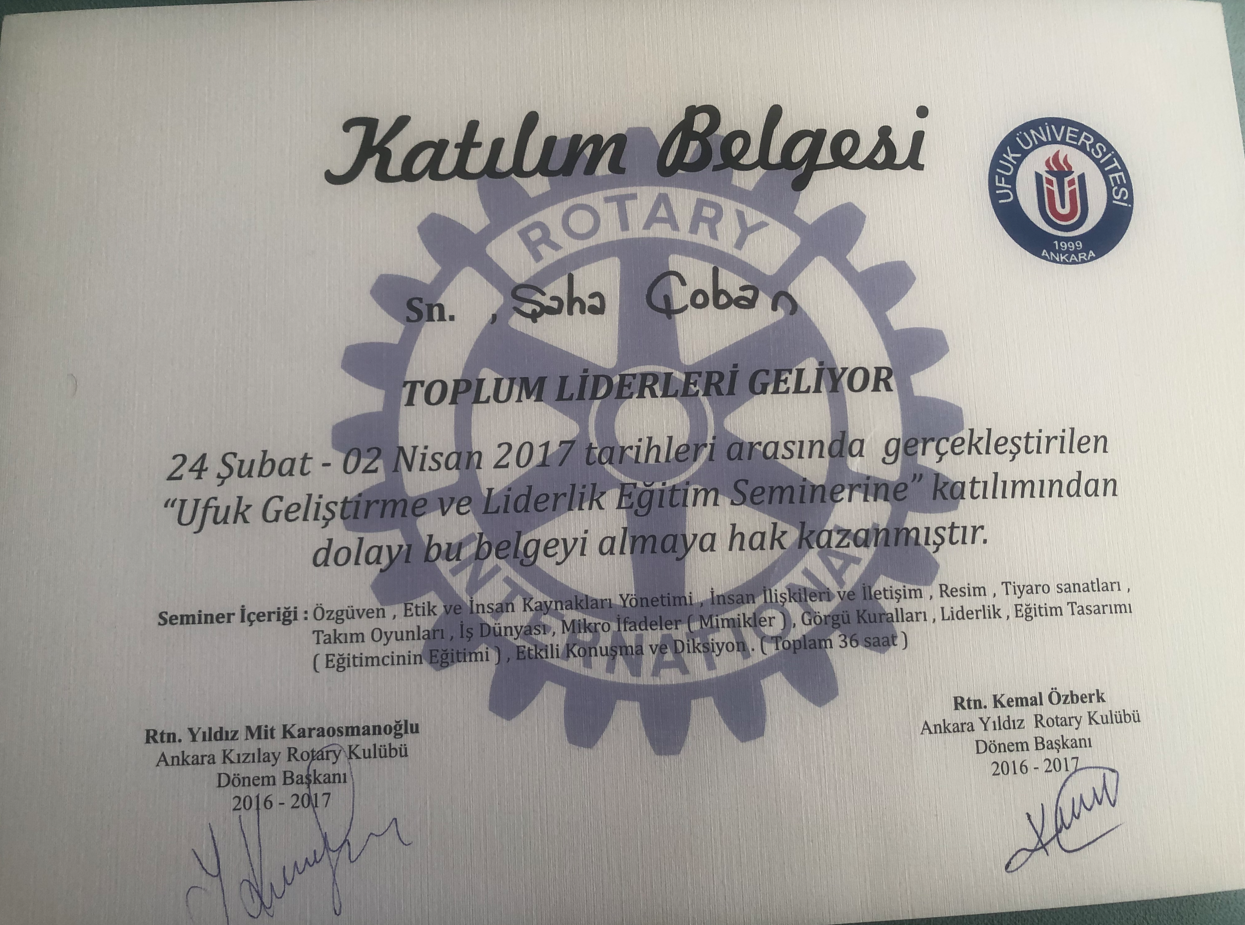 Katılım Belgesi
UFUK ÜNİVERSİTESİ
1999
ANKARA
ROTARY
Sn. , Şaha Çoban
TOPLUM LİDERLERİ GELİYOR
24 Şubat - 02 Nisan 2017 tarihleri arasında gerçekleştirilen
“Ufuk Geliştirme ve Liderlik Eğitim Seminerine” katılımından
dolayı bu belgeyi almaya hak kazanmıştır.
INTERNATIONAL
Seminer İçeriği : Özgüven , Etik ve İnsan Kaynakları Yönetimi , İnsan İlişkileri ve İletişim , Resim , Tiyaro sanatları ,
Takım Oyunları , İş Dünyası , Mikro İfadeler ( Mimikler ) , Görgü Kuralları , Liderlik , Eğitim Tasarımı
( Eğitimcinin Eğitimi ) , Etkili Konuşma ve Diksiyon . ( Toplam 36 saat )
Rtn. Yıldız Mit Karaosmanoğlu
Ankara Kızılay Rotary Kulübü
Dönem Başkanı
2016 - 2017
Rtn. Kemal Özberk
Ankara Yıldız Rotary Kulübü
Dönem Başkanı
2016 - 2017